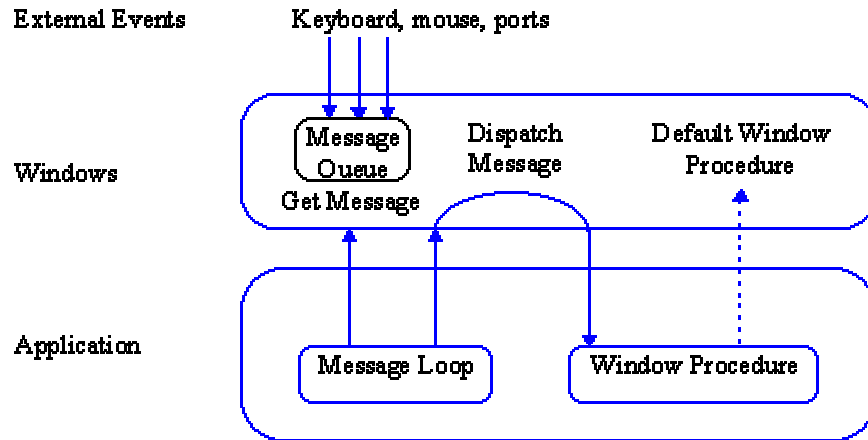 External Events
Keyboard, mouse, ports
Windows
Message
Queue
Get Message
Dispatch
Message
Default Window
Procedure
Application
Message Loop
Window Procedure